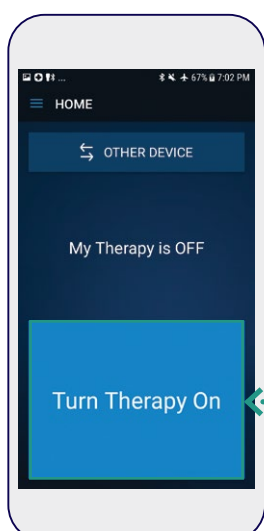 67% 7:02 PM
HOME
OTHER DEVICE
My Therapy is OFF
Turn Therapy On